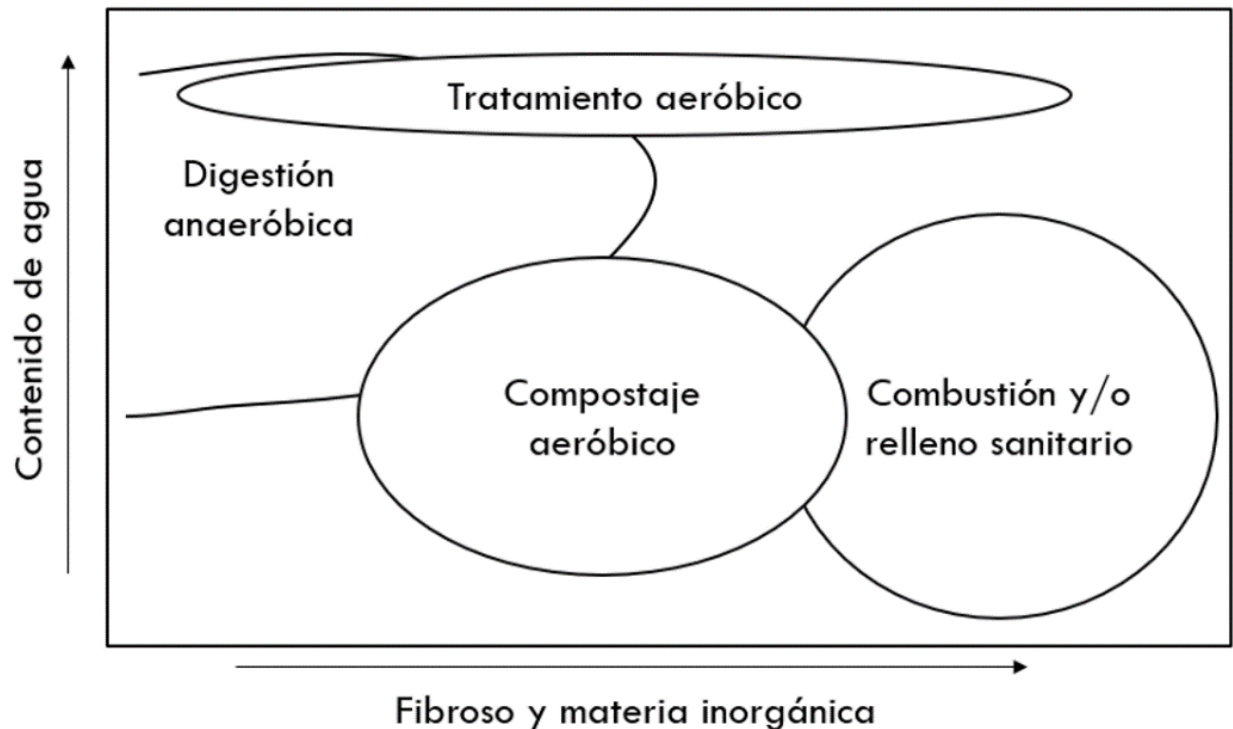 Tratamiento aeróbico
Digestión
anaeróbica
Contenido de agua
Compostaje
aeróbico
Combustión y/o
relleno sanitario
Fibroso y materia inorgánica